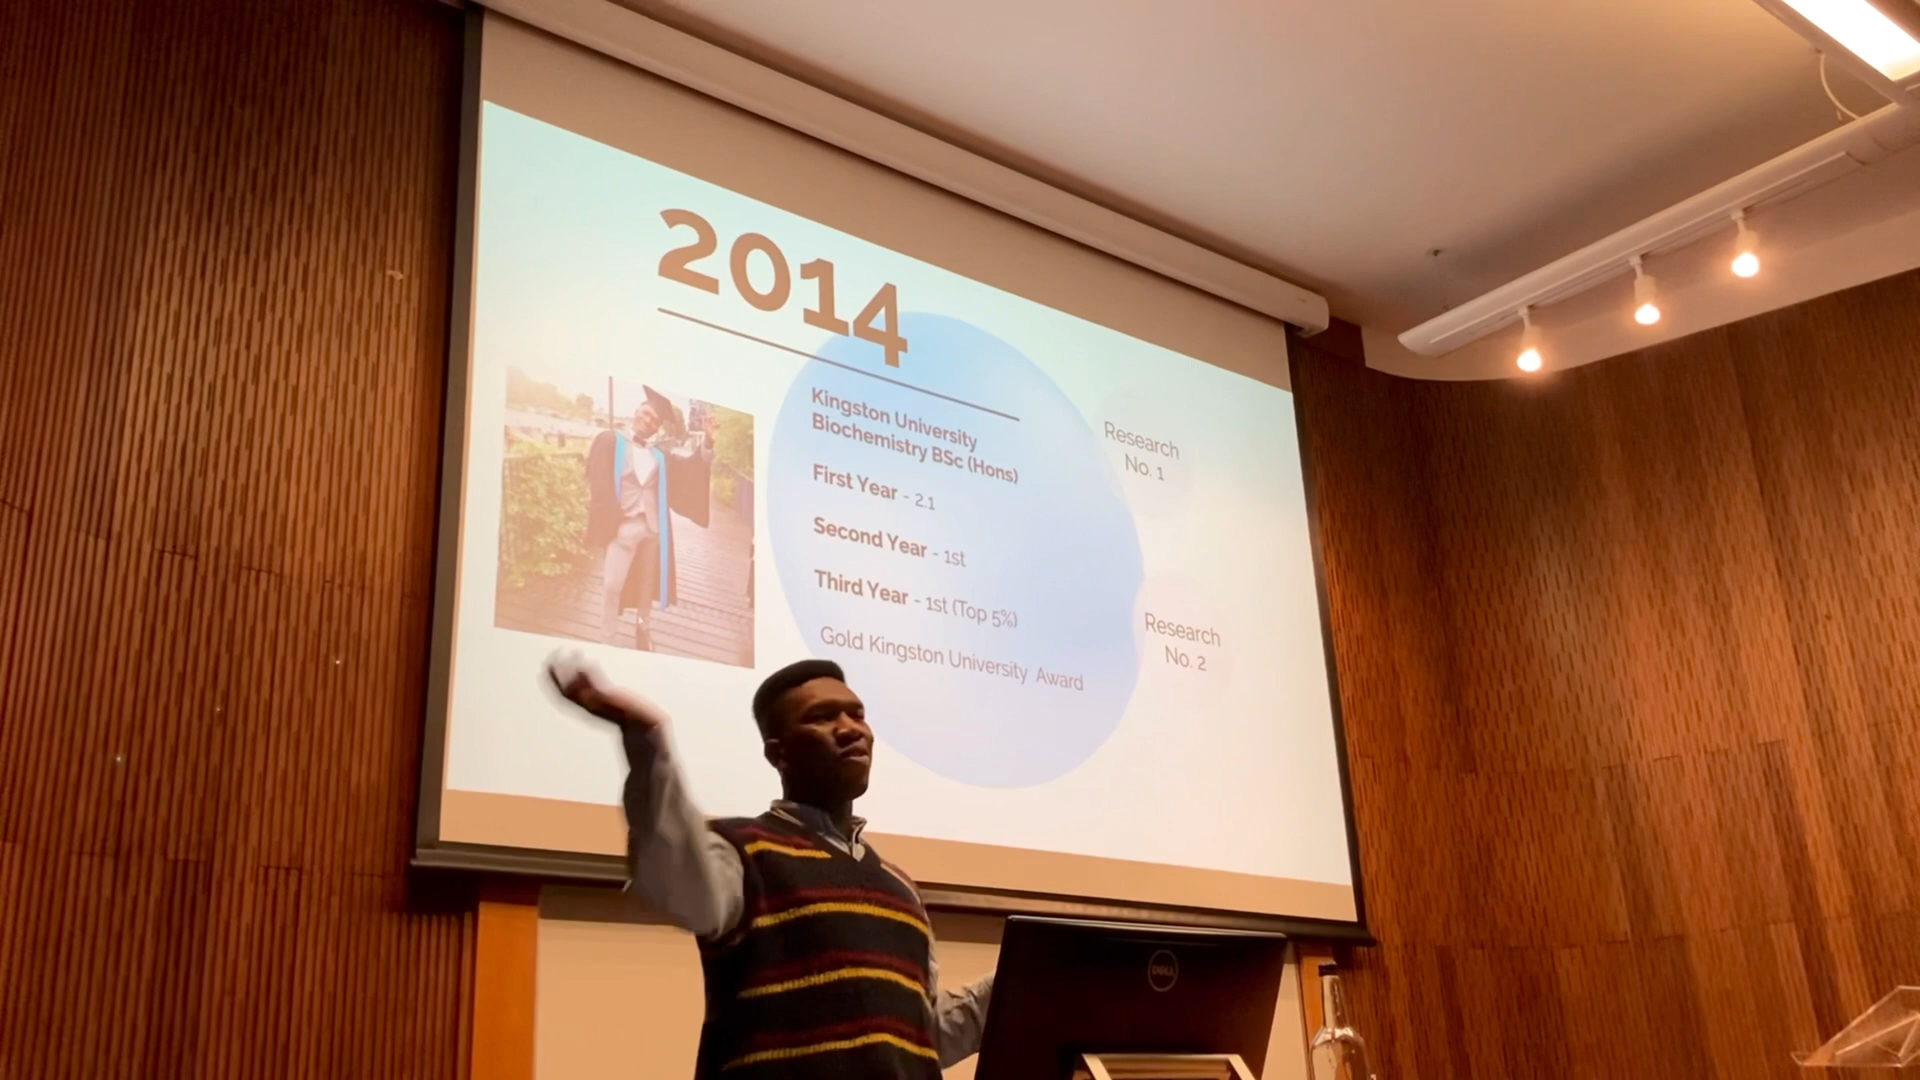 2014
Kingston University
Biochemistry BSc (Hons)
First Year - 2.1
Second Year - 1st
Third Year - 1st (Top 5%)
Gold Kingston University Award
Research
No. 1
Research
No. 2
DELL